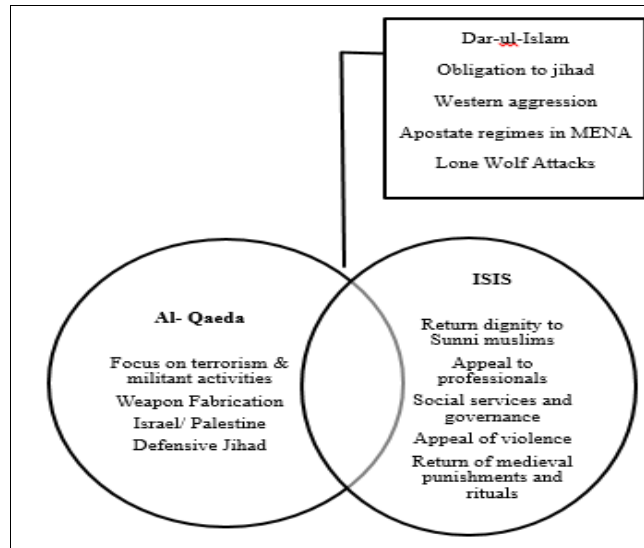 Dar-ul-Islam
Obligation to jihad
Western aggression
Apostate regimes in MENA
Lone Wolf Attacks
Al- Qaeda
Focus on terrorism &
militant activities
Weapon Fabrication
Israel/ Palestine
Defensive Jihad
ISIS
Return dignity to
Sunni muslims
Appeal to
professionals
Social services and
governance
Appeal of violence
Return of medieval
punishments and
rituals